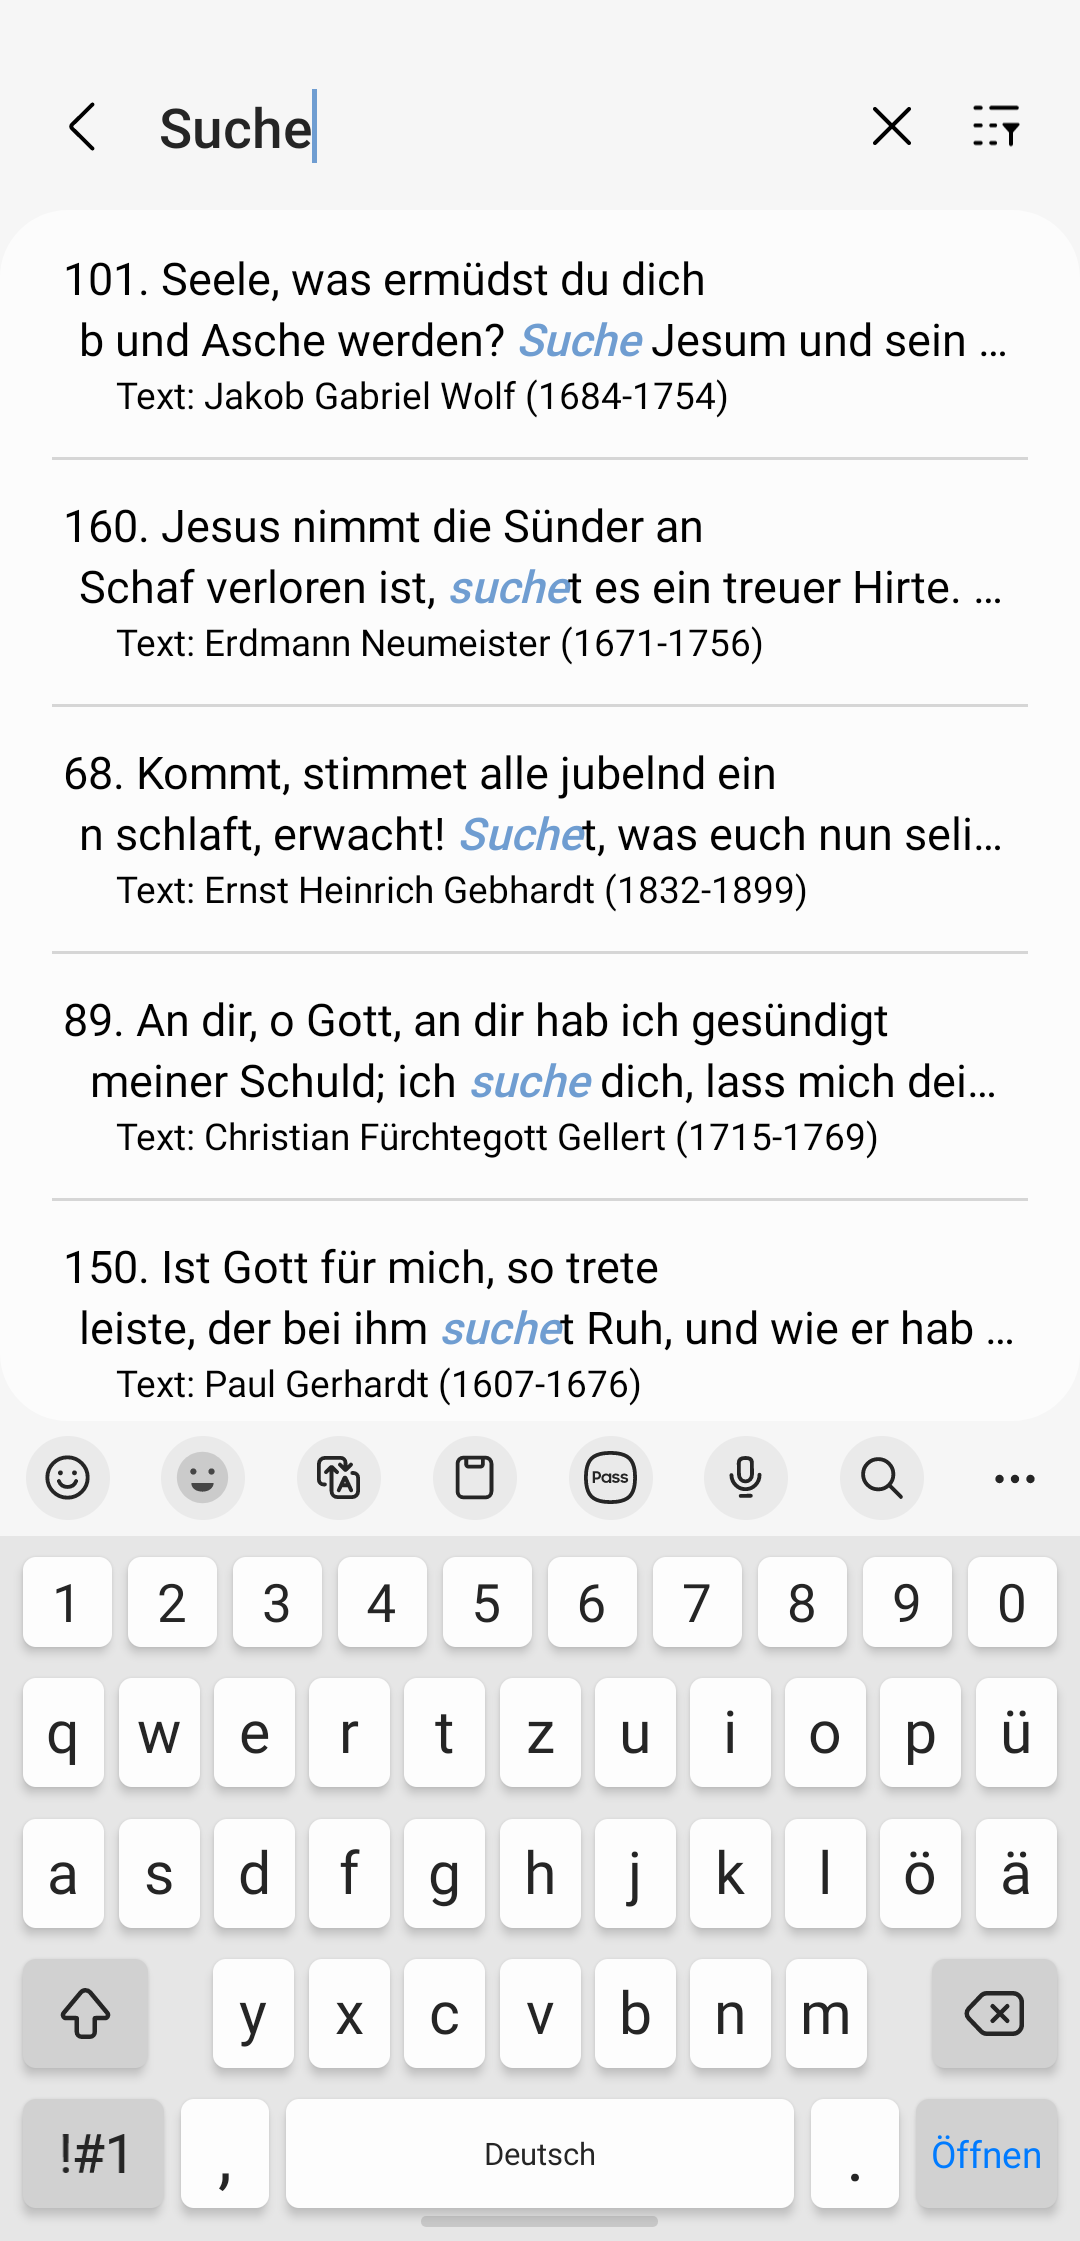 Suche
101. Seele, was ermüdst du dich
b und Asche werden? Suche Jesum und sein ...
Text: Jakob Gabriel Wolf (1684-1754)
160. Jesus nimmt die Sünder an
Schaf verloren ist, suchet es ein treuer Hirte. ...
Text: Erdmann Neumeister (1671-1756)
68. Kommt, stimmet alle jubelnd ein
n schlaft, erwacht! Suchet, was euch nun seli...
Text: Ernst Heinrich Gebhardt (1832-1899)
89. An dir, o Gott, an dir hab ich gesündigt
meiner Schuld; ich suche dich, lass mich dei...
Text: Christian Fürchtegott Gellert (1715-1769)
150. Ist Gott für mich, so trete
leiste, der bei ihm suchet Ruh, und wie er hab ...
Text: Paul Gerhardt (1607-1676)
A Pass
1 2 3 4 5 6 7 8 9 0
q w e r t z u i o p ü
a s d f g h j k l ö ä
y x c v b n m
!#1 , Deutsch . Öffnen